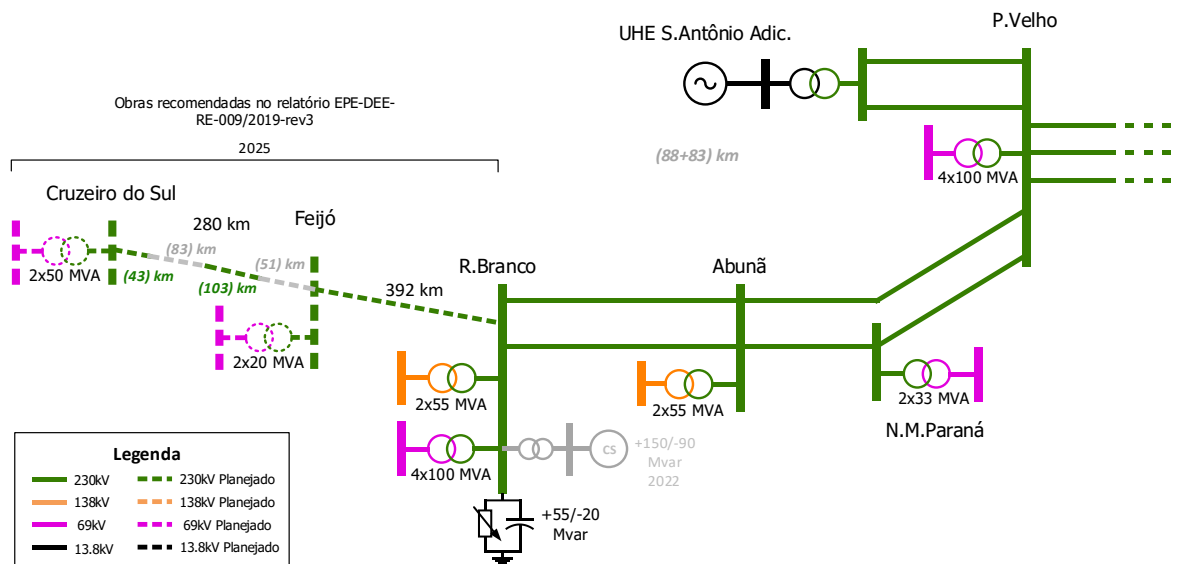 P.Velho
UHE S.Antônio Adic.
Obras recomendadas no relatório EPE-DEE-
RE-009/2019-rev3
2025
(88+83) km
4x100 MVA
Cruzeiro do Sul
280 km
Feijó
(83) km
(51) km
2x50 MVA
(43) km
(103) km
392 km
R.Branco
Abunã
2x20 MVA
2x55 MVA
2x55 MVA
2x33 MVA
N.M.Paraná
4x100 MVA
CS
+150/-90
Mvar
2022
+55/-20
Mvar
Legenda
230kV
230kV Planejado
138kV
138kV Planejado
69kV
69kV Planejado
13.8kV
13.8kV Planejado